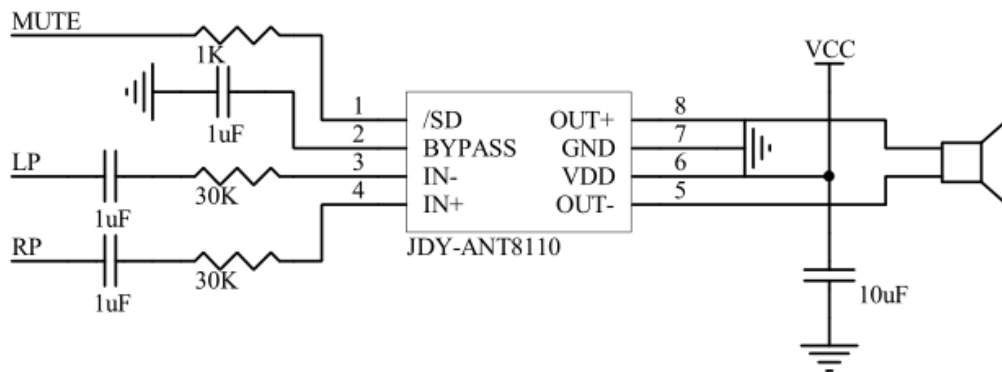 MUTE
1K
VCC
1uF
1
/SD
OUT+
8
2
BYPASS
GND
7
LP
3
IN-
VDD
6
30K
4
IN+
OUT-
5
1uF
RP
JDY-ANT8110
30K
1uF
10uF